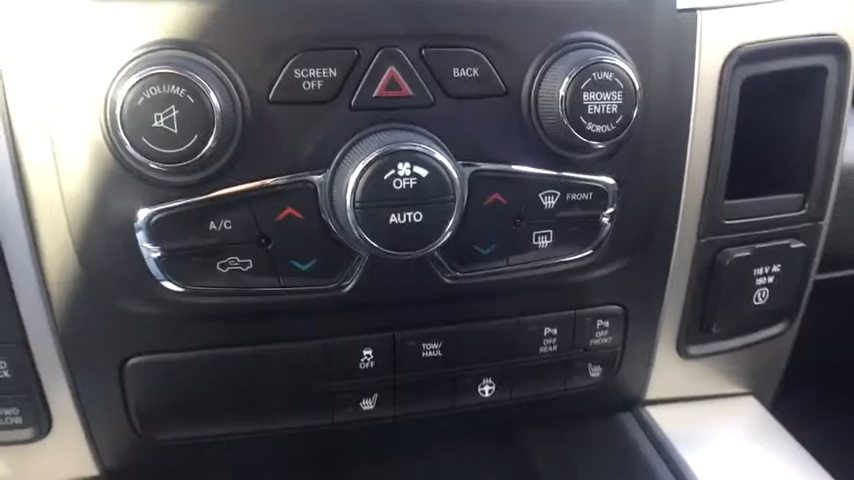 VOLUME
SCREEN
OFF
BACK
TUNE
BROWSE
ENTER
SCROLL
OFF
AUTO
A/C
FRONT
115 V AC
150 W
OFF
TOW/
HAUL
P
OFF
REAR
P
OFF
FRONT